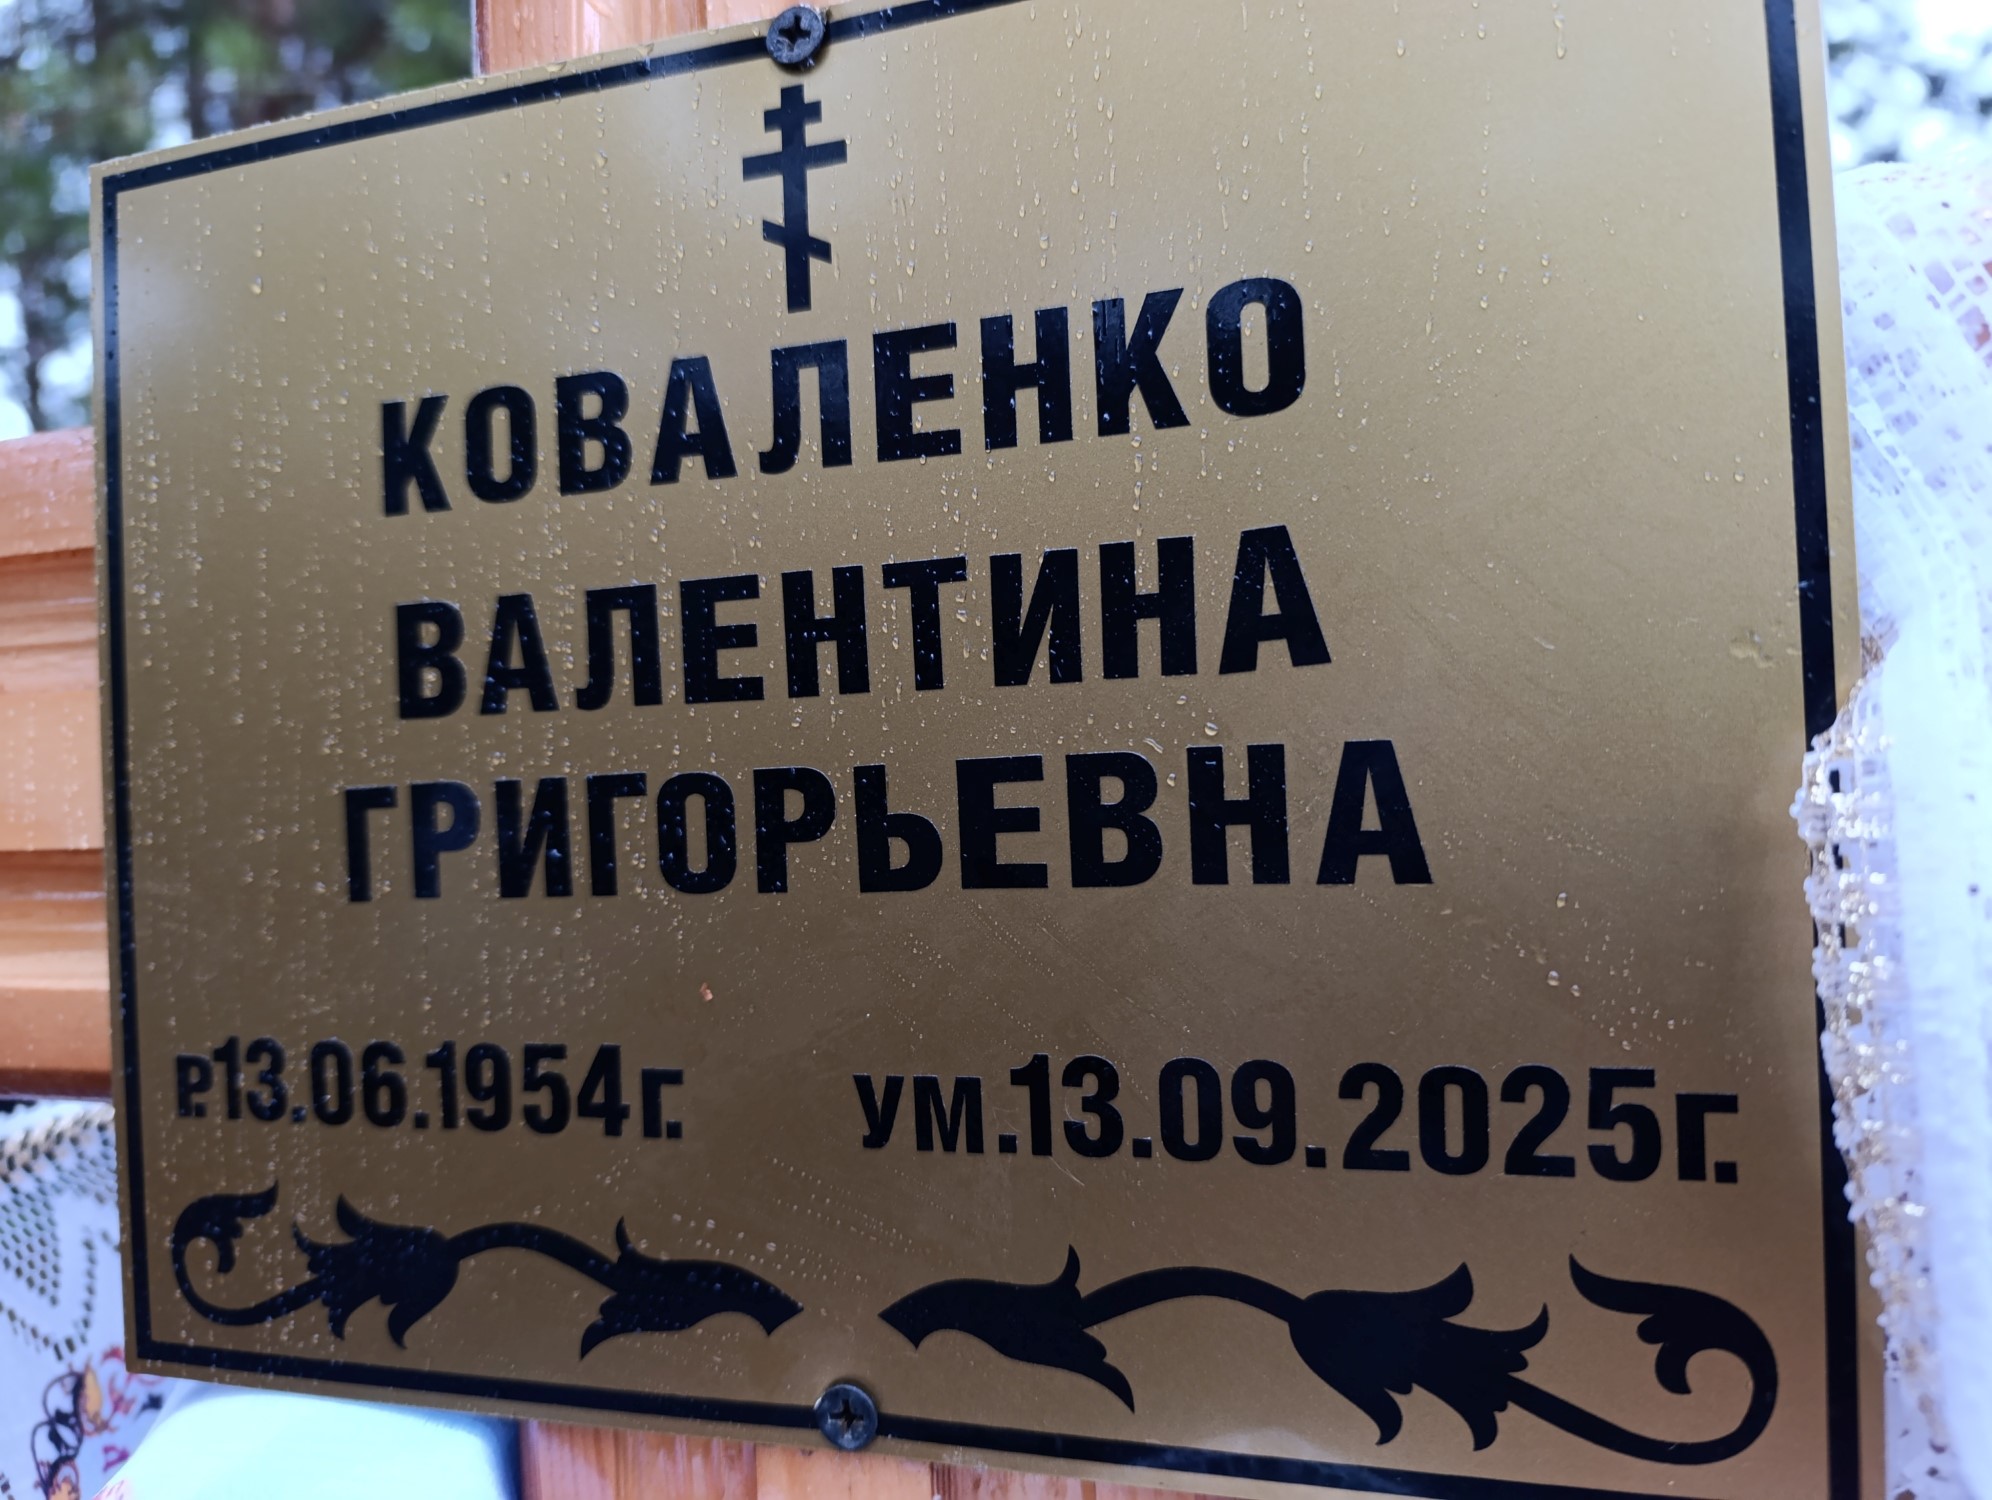 КОВАЛЕНКО
ВАЛЕНТИНА
ГРИГОРЬЕВНА
р.13.06.1954г. ум.13.09.2025г.